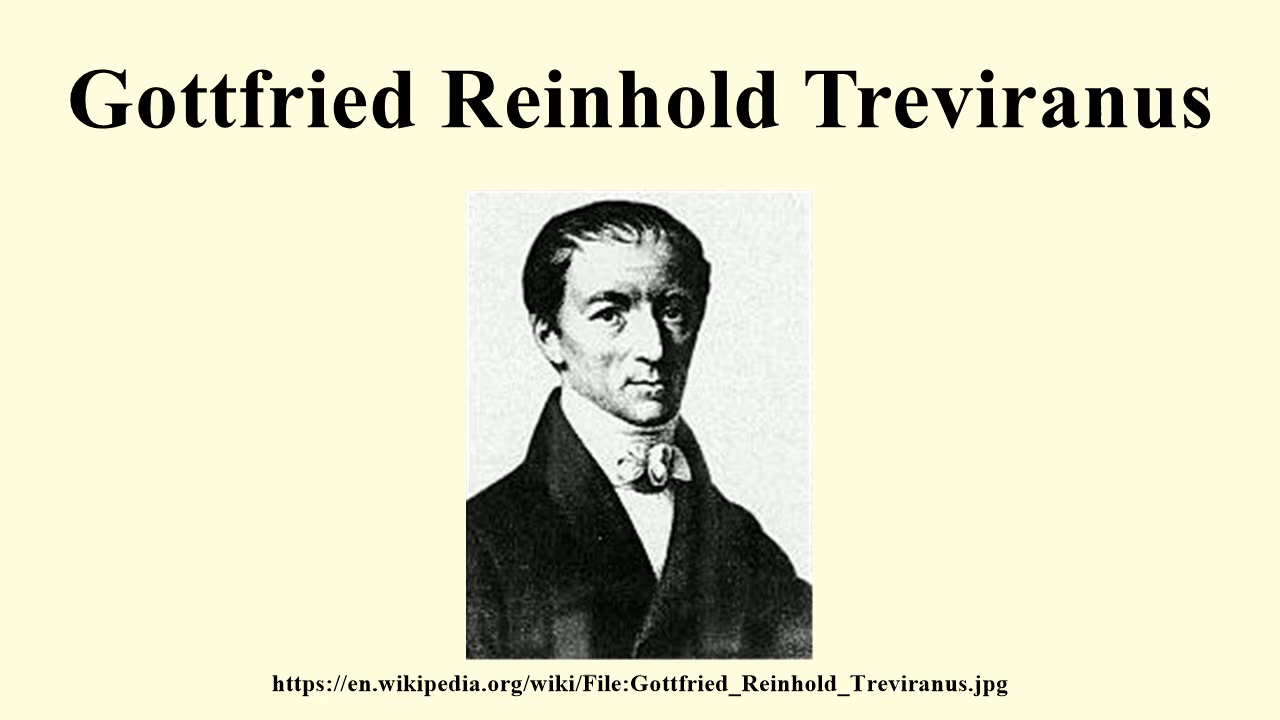 Gottfried Reinhold Treviranus
https://en.wikipedia.org/wiki/File:Gottfried_Reinhold_Treviranus.jpg